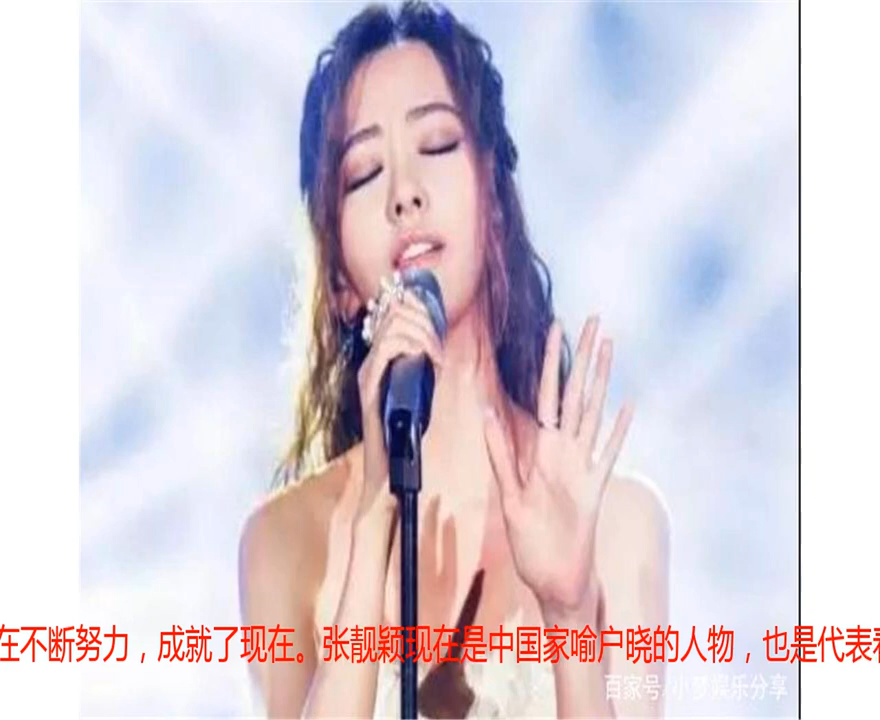 在不断努力，成就了现在。张靓颖现在是中国家喻户晓的人物，也是代表着
百家号/小梦娱乐分享